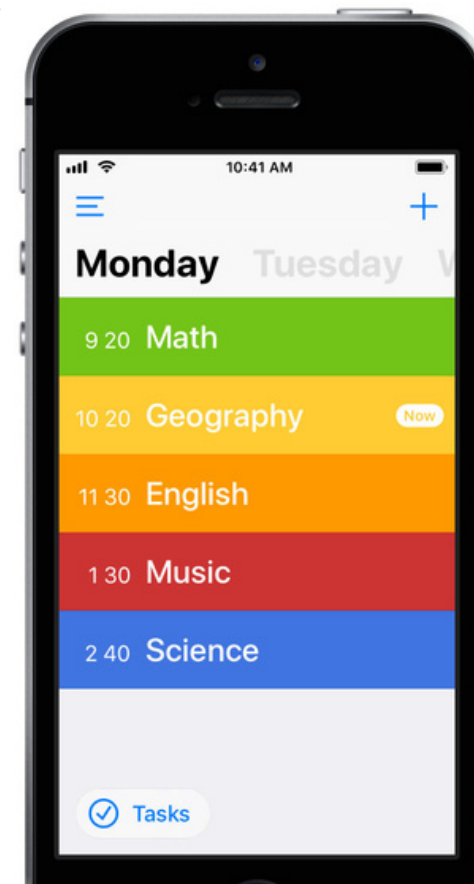 10:41 AM
Monday Tuesday W
9 20 Math
10 20 Geography Now
11 30 English
1 30 Music
2 40 Science
Tasks